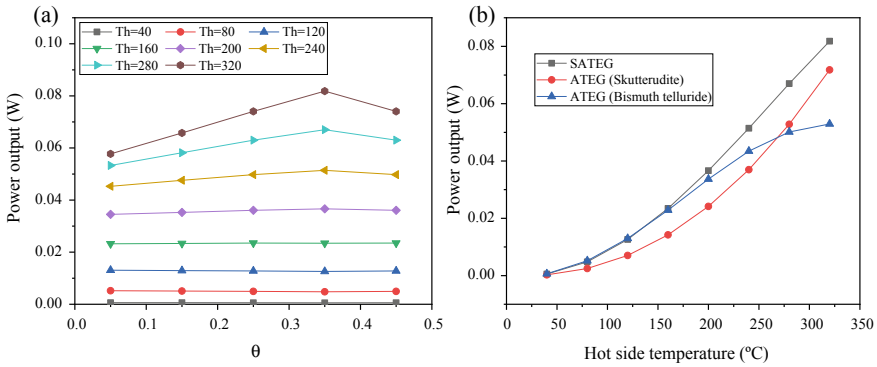 (a)
Th=40 Th=80 Th=120
Th=160 Th=200 Th=240
Th=280 Th=320
Power output (W)
0.10
0.08
0.06
0.04
0.02
0.00
0.0 0.1 0.2 0.3 0.4 0.5
θ
(b)
SATEG
ATEG (Skutterudite)
ATEG (Bismuth telluride)
Power output (W)
0.08
0.06
0.04
0.02
0.00
0 50 100 150 200 250 300 350
Hot side temperature (ºC)